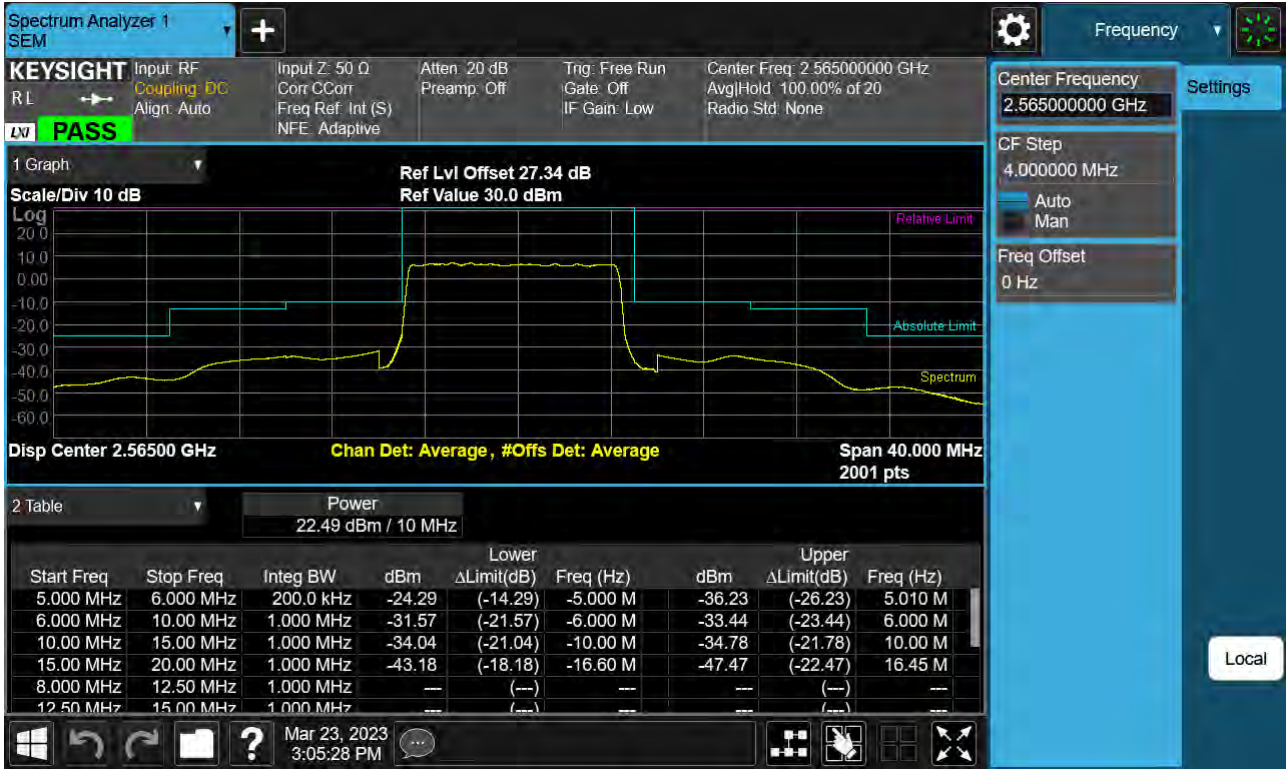 Spectrum Analyzer 1
SEM
Frequency
KEYSIGHT
R L
LXI
PASS
Input: RF
Coupling: DC
Align: Auto
Input Z: 50 Ω
Corr CCorr
Freq Ref: Int (S)
NFE: Adaptive
Atten: 20 dB
Preamp: Off
Trig: Free Run
Gate: Off
IF Gain: Low
Center Freq: 2.565000000 GHz
Avg|Hold: 100.00% of 20
Radio Std: None
Center Frequency
2.565000000 GHz
Settings
CF Step
4.000000 MHz
Auto
Man
Freq Offset
0 Hz
1 Graph
Ref Lvl Offset 27.34 dB
Scale/Div 10 dB
Ref Value 30.0 dBm
Log
Relative Limit
20.0
10.0
0.00
-10.0
-20.0
Absolute Limit
-30.0
-40.0
Spectrum
-50.0
-60.0
Disp Center 2.56500 GHz
Chan Det: Average, #Offs Det: Average
Span 40.000 MHz
2001 pts
2 Table
Power
22.49 dBm / 10 MHz
Lower Upper
Start Freq Stop Freq Integ BW dBm ΔLimit(dB) Freq (Hz) dBm ΔLimit(dB) Freq (Hz)
5.000 MHz 6.000 MHz 200.0 kHz -24.29 (-14.29) -5.000 M -36.23 (-26.23) 5.010 M
6.000 MHz 10.00 MHz 1.000 MHz -31.57 (-21.57) -6.000 M -33.44 (-23.44) 6.000 M
10.00 MHz 15.00 MHz 1.000 MHz -34.04 (-21.04) -10.00 M -34.78 (-21.78) 10.00 M
15.00 MHz 20.00 MHz 1.000 MHz -43.18 (-18.18) -16.60 M -47.47 (-22.47) 16.45 M
8.000 MHz 12.50 MHz 1.000 MHz --- (---) --- --- (---) ---
12.50 MHz 15.00 MHz 1.000 MHz --- (---) --- --- (---) ---
Local
?
Mar 23, 2023
3:05:28 PM